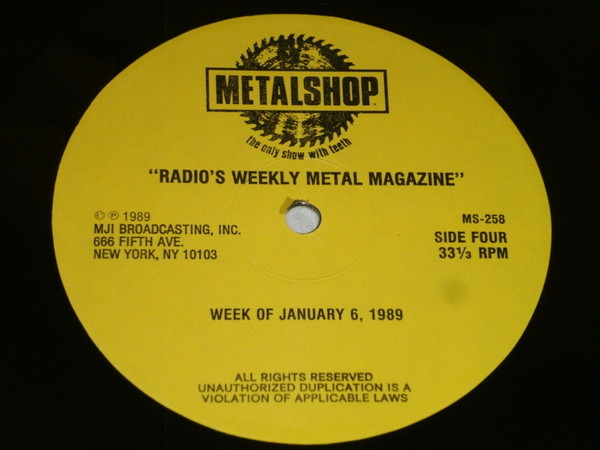 METALSHOP
the only show with teeth
"RADIO'S WEEKLY METAL MAGAZINE"
© ℗ 1989
MJI BROADCASTING, INC.
666 FIFTH AVE.
NEW YORK, NY 10103
MS-258
SIDE FOUR
33⅓ RPM
WEEK OF JANUARY 6, 1989
ALL RIGHTS RESERVED
UNAUTHORIZED DUPLICATION IS A
VIOLATION OF APPLICABLE LAWS